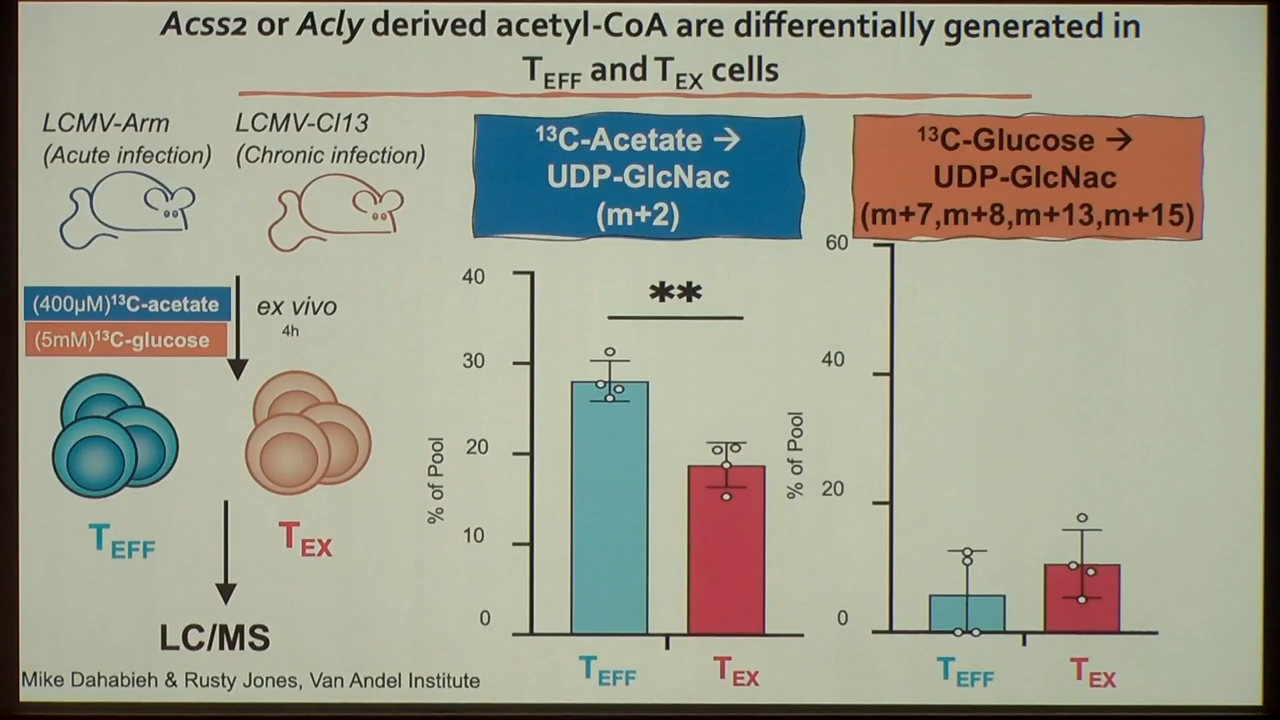 Acss2 or Acly derived acetyl-CoA are differentially generated in
TEFF and TEX cells
LCMV-Arm
(Acute infection)
LCMV-Cl13
(Chronic infection)
(400µM)¹³C-acetate
(5mM)¹³C-glucose
ex vivo
4h
TEFF
TEX
LC/MS
Mike Dahabieh & Rusty Jones, Van Andel Institute
¹³C-Acetate →
UDP-GlcNac
(m+2)
40
30
20
10
0
% of Pool
**
TEFF
TEX
¹³C-Glucose →
UDP-GlcNac
(m+7,m+8,m+13,m+15)
60
40
20
0
% of Pool
TEFF
TEX